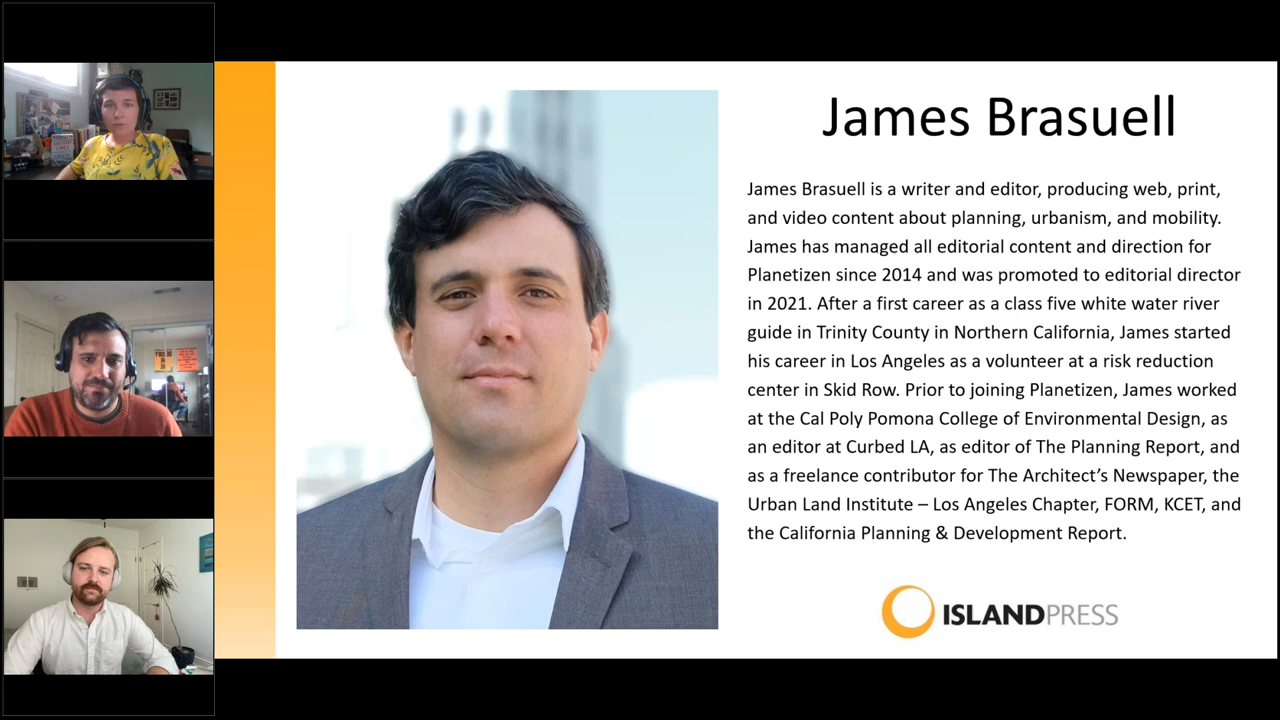 James Brasuell
James Brasuell is a writer and editor, producing web, print,
and video content about planning, urbanism, and mobility.
James has managed all editorial content and direction for
Planetizen since 2014 and was promoted to editorial director
in 2021. After a first career as a class five white water river
guide in Trinity County in Northern California, James started
his career in Los Angeles as a volunteer at a risk reduction
center in Skid Row. Prior to joining Planetizen, James worked
at the Cal Poly Pomona College of Environmental Design, as
an editor at Curbed LA, as editor of The Planning Report, and
as a freelance contributor for The Architect’s Newspaper, the
Urban Land Institute – Los Angeles Chapter, FORM, KCET, and
the California Planning & Development Report.
ISLANDPRESS